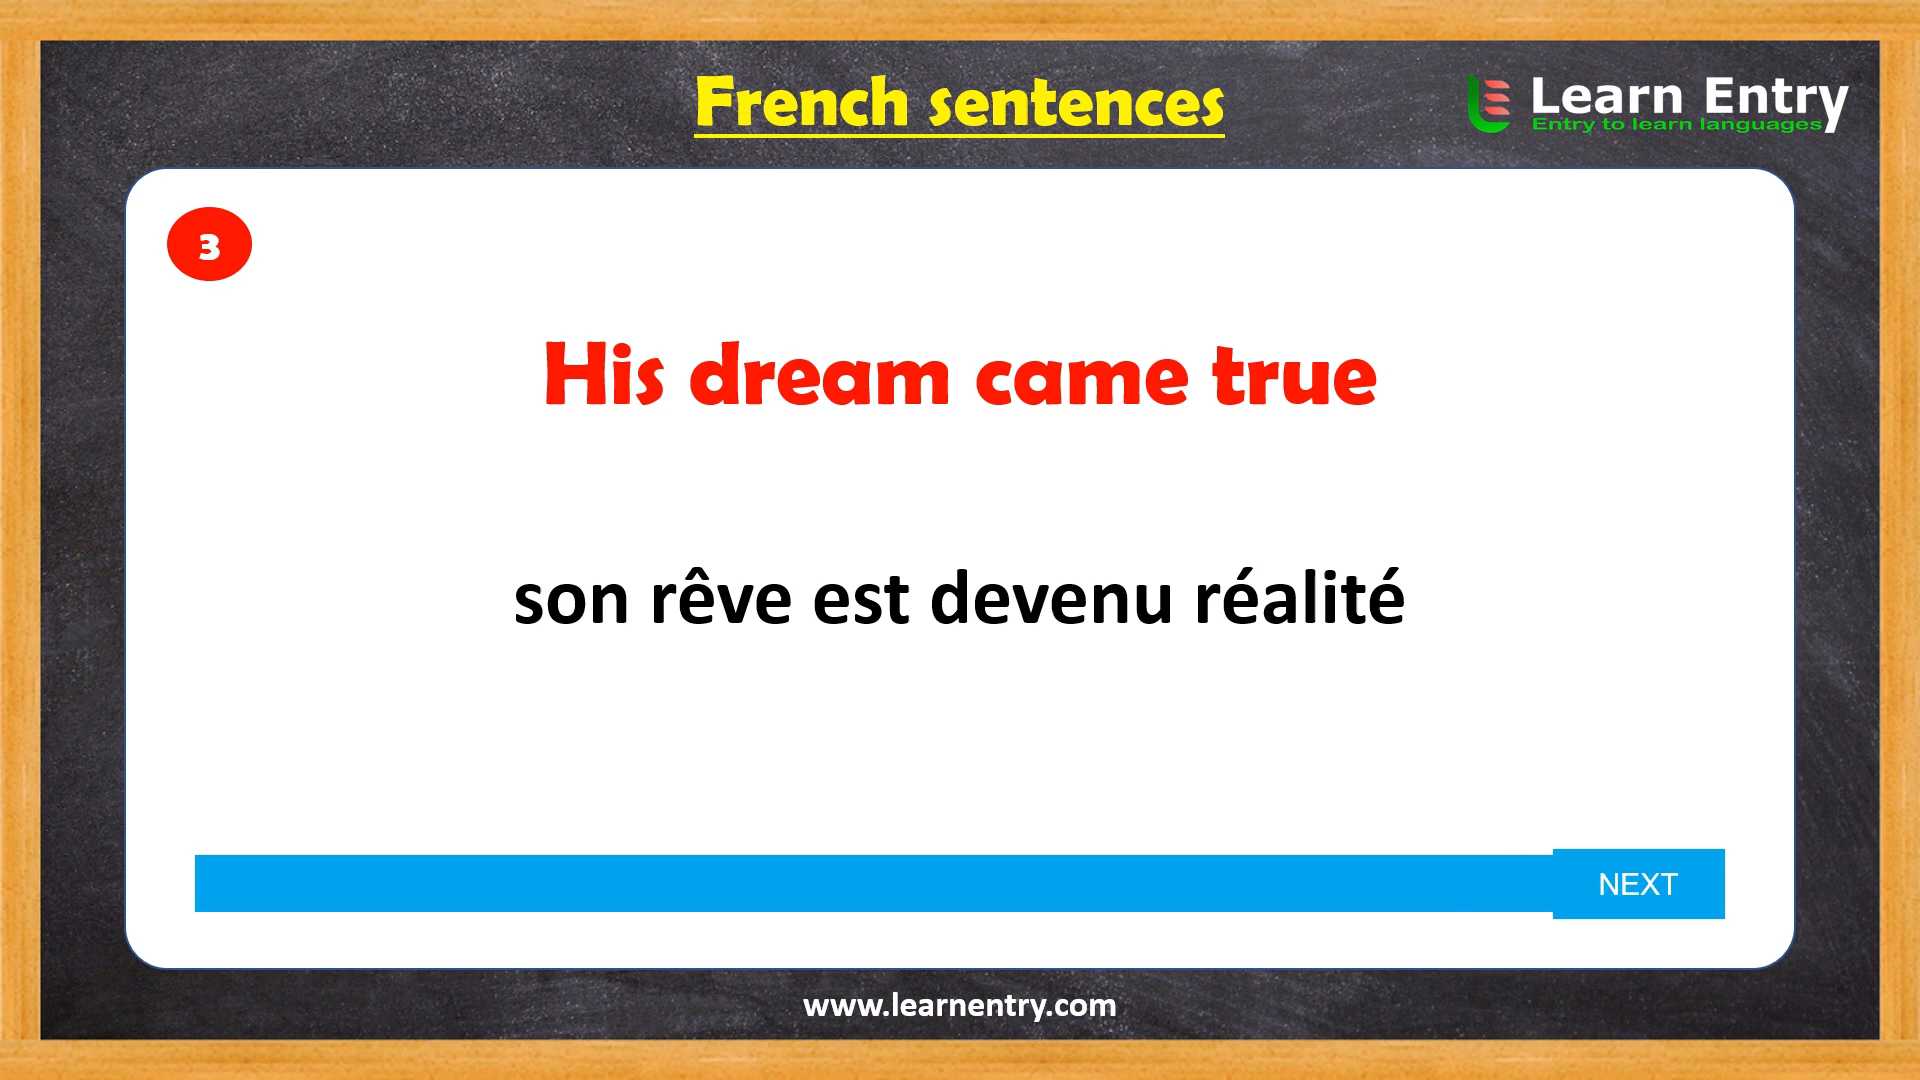 French sentences
Learn Entry
Entry to learn languages
3
His dream came true
son rêve est devenu réalité
NEXT
www.learnentry.com